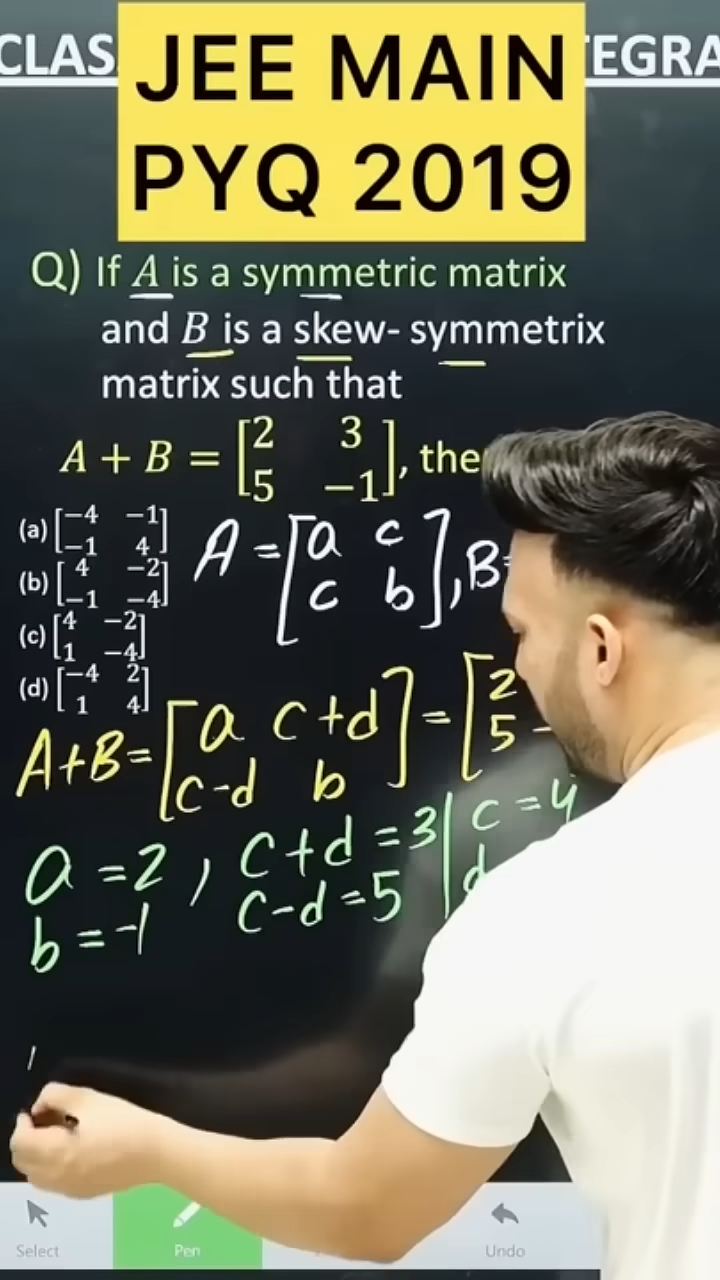 CLAS
TEGRA
JEE MAIN
PYQ 2019
Q) If A is a symmetric matrix
and B is a skew- symmetrix
matrix such that
A + B = [2 3
5 −1], the
(a) [−4 −1
−1 4]
(b) [4 −2
−1 −4]
(c) [4 −2
1 −4]
(d) [−4 2
1 4]
A = [a c
c b], B=
A+B= [a c+d
c-d b] = [2
5 -
a = 2, c+d =3 | c = 4
b = -1 c-d =5 | d
Select
Pen
Undo